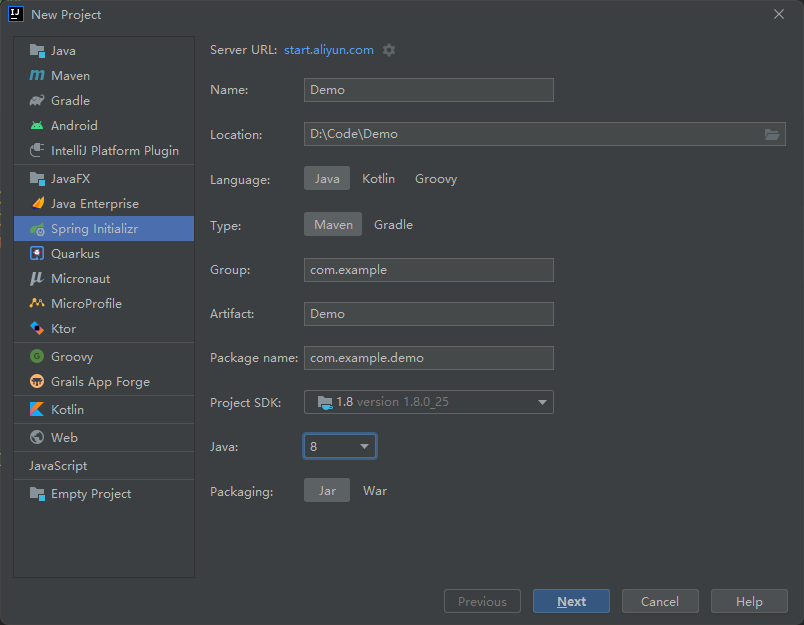 New Project
Java
Maven
Gradle
Android
IntelliJ Platform Plugin
JavaFX
Java Enterprise
Spring Initializr
Quarkus
Micronaut
MicroProfile
Ktor
Groovy
Grails App Forge
Kotlin
Web
JavaScript
Empty Project
Server URL: start.aliyun.com
Name: Demo
Location: D:\Code\Demo
Language: Java Kotlin Groovy
Type: Maven Gradle
Group: com.example
Artifact: Demo
Package name: com.example.demo
Project SDK: 1.8 version 1.8.0_25
Java: 8
Packaging: Jar War
Previous Next Cancel Help